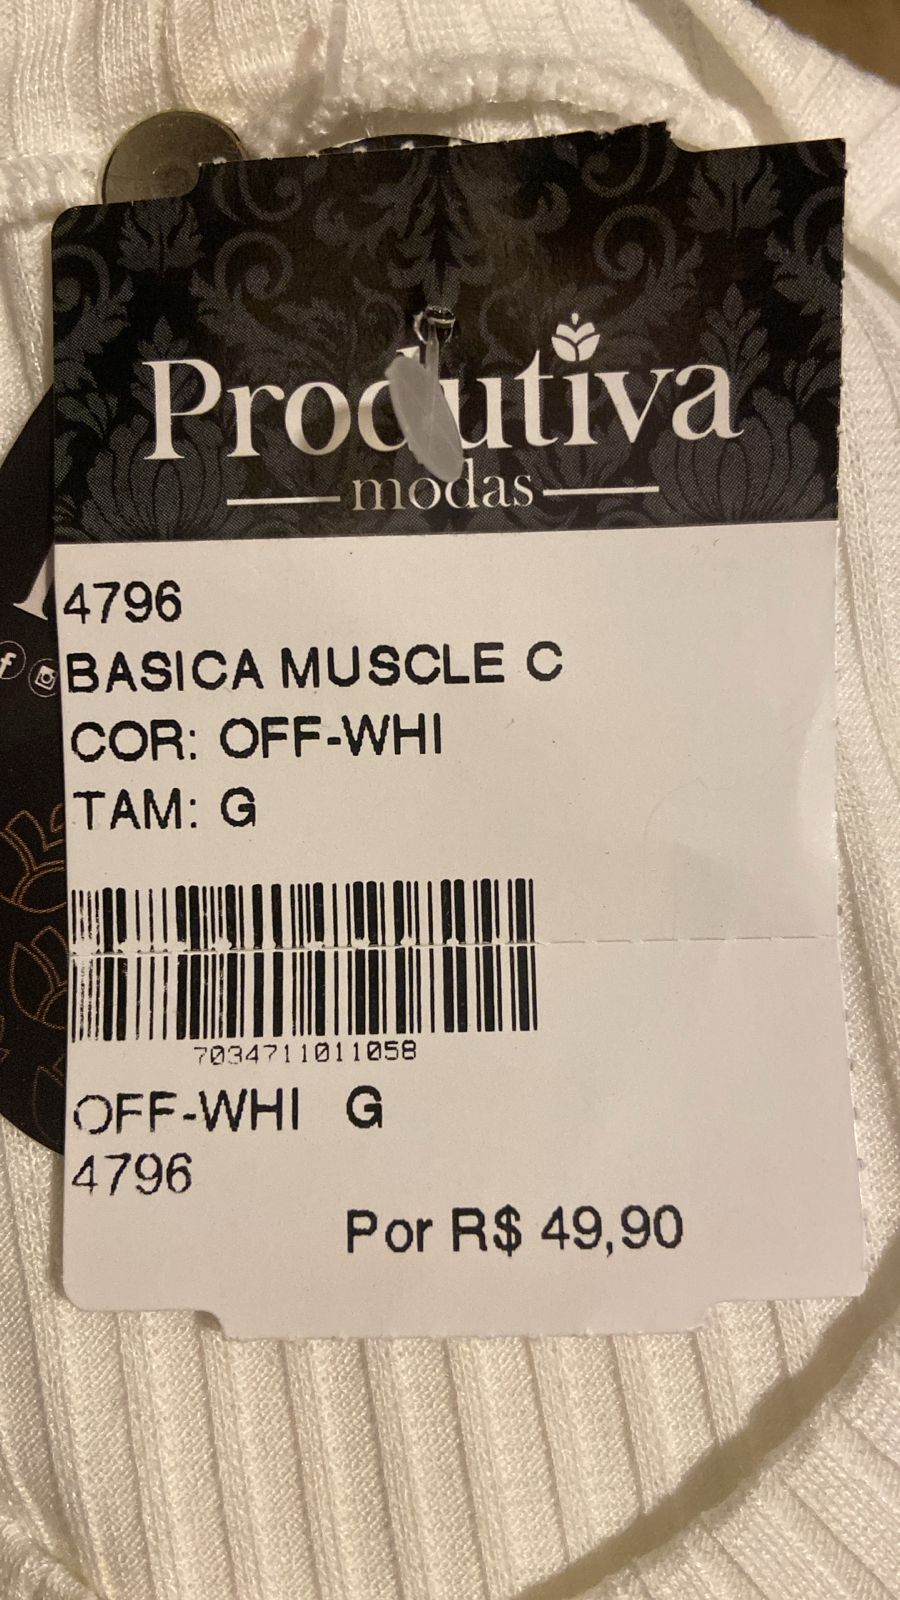 Produtiva
modas
4796
BASICA MUSCLE C
COR: OFF-WHI
TAM: G
7034711011058
OFF-WHI G
4796
Por R$ 49,90